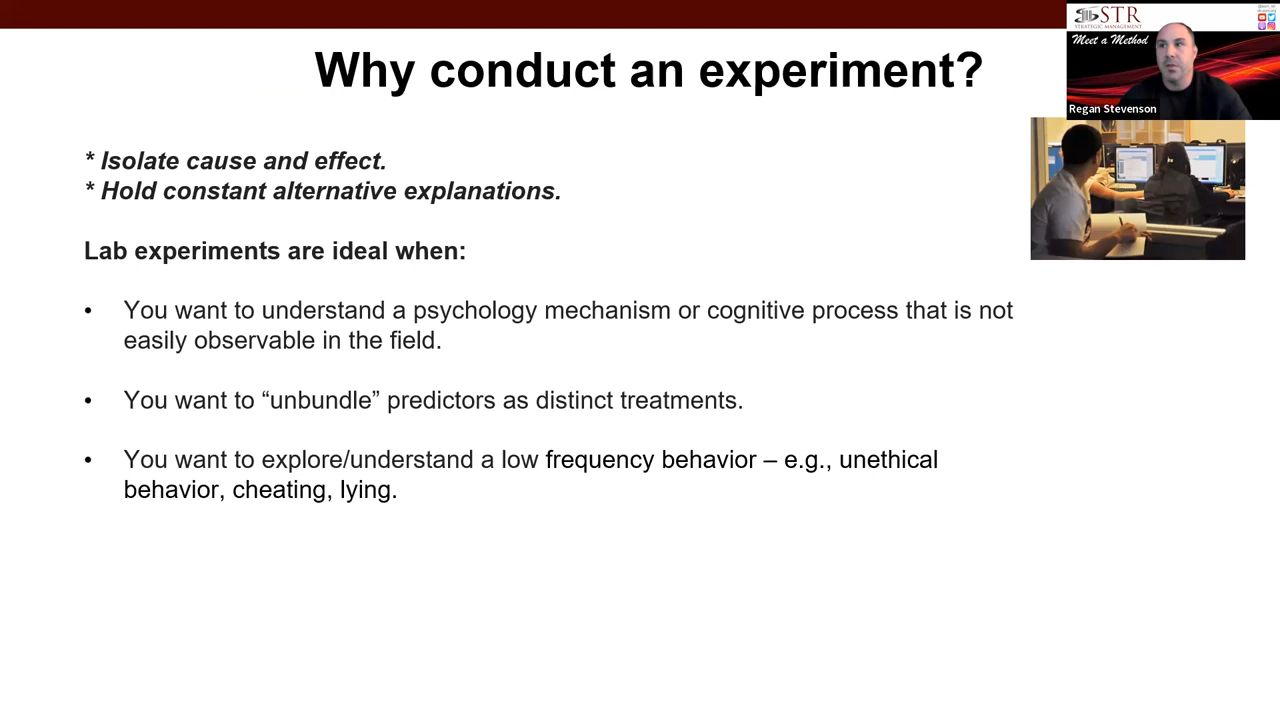 Why conduct an experiment?
STR
STRATEGIC MANAGEMENT
Meet a Method
Regan Stevenson
* Isolate cause and effect.
* Hold constant alternative explanations.
Lab experiments are ideal when:
• You want to understand a psychology mechanism or cognitive process that is not
easily observable in the field.
• You want to “unbundle” predictors as distinct treatments.
• You want to explore/understand a low frequency behavior – e.g., unethical
behavior, cheating, lying.